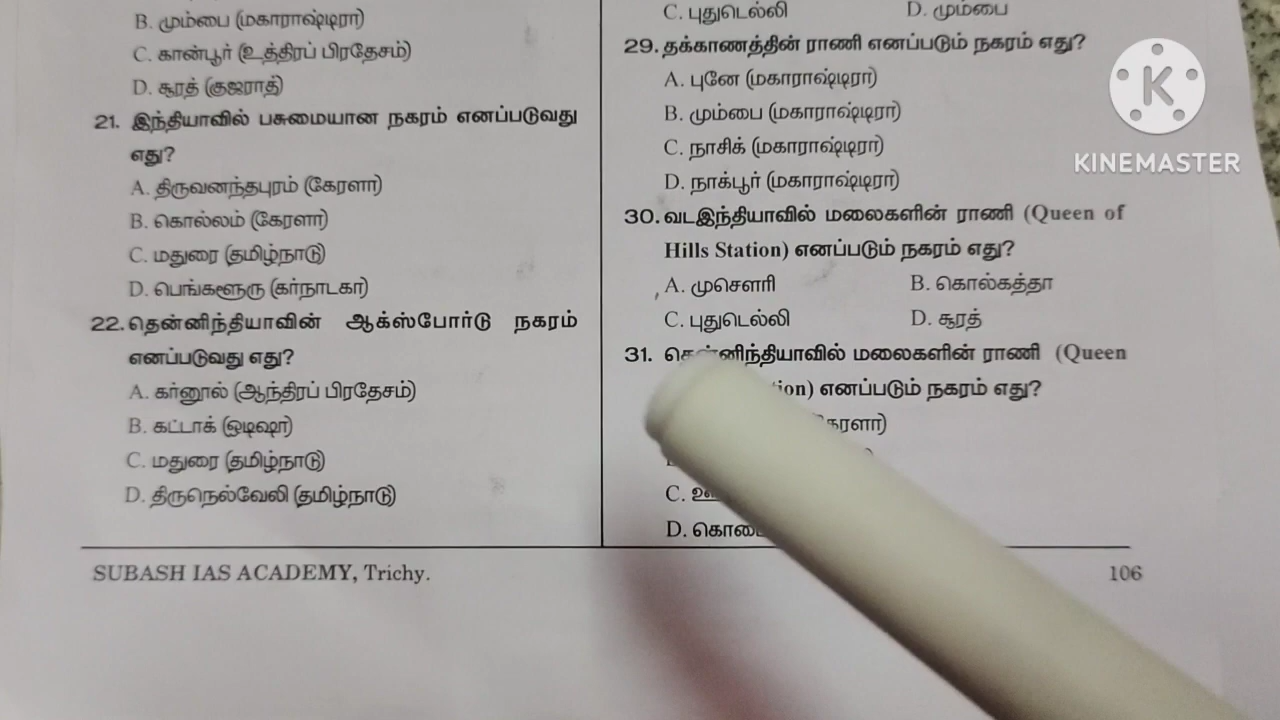 B. மும்பை (மகாராஷ்டிரா)
C. கான்பூர் (உத்திரப் பிரதேசம்)
D. சூரத் (குஜராத்)
21. இந்தியாவில் பசுமையான நகரம் எனப்படுவது
எது?
A. திருவனந்தபுரம் (கேரளா)
B. கொல்லம் (கேரளா)
C. மதுரை (தமிழ்நாடு)
D. பெங்களூரு (கர்நாடகா)
22. தென்னிந்தியாவின் ஆக்ஸ்போர்டு நகரம்
எனப்படுவது எது?
A. கர்னூல் (ஆந்திரப் பிரதேசம்)
B. கட்டாக் (ஒடிஷா)
C. மதுரை (தமிழ்நாடு)
D. திருநெல்வேலி (தமிழ்நாடு)
C. புதுடெல்லி D. மும்பை
29. தக்காணத்தின் ராணி எனப்படும் நகரம் எது?
A. புனே (மகாராஷ்டிரா)
B. மும்பை (மகாராஷ்டிரா)
C. நாசிக் (மகாராஷ்டிரா)
D. நாக்பூர் (மகாராஷ்டிரா)
30. வடஇந்தியாவில் மலைகளின் ராணி (Queen of
Hills Station) எனப்படும் நகரம் எது?
A. முசௌரி B. கொல்கத்தா
C. புதுடெல்லி D. சூரத்
31. தென்னிந்தியாவில் மலைகளின் ராணி (Queen
எனப்படும் நகரம் எது?
C.
D.
SUBASH IAS ACADEMY, Trichy.
106
K
KINEMASTER